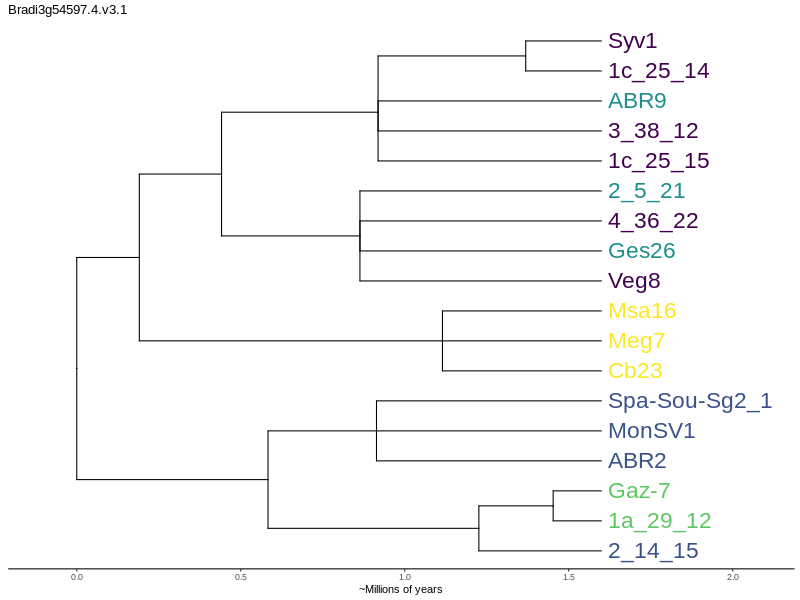 Bradi3g54597.4.v3.1
Syv1
1c_25_14
ABR9
3_38_12
1c_25_15
2_5_21
4_36_22
Ges26
Veg8
Msa16
Meg7
Cb23
Spa-Sou-Sg2_1
MonSV1
ABR2
Gaz-7
1a_29_12
2_14_15
0.0 0.5 1.0 1.5 2.0
~Millions of years